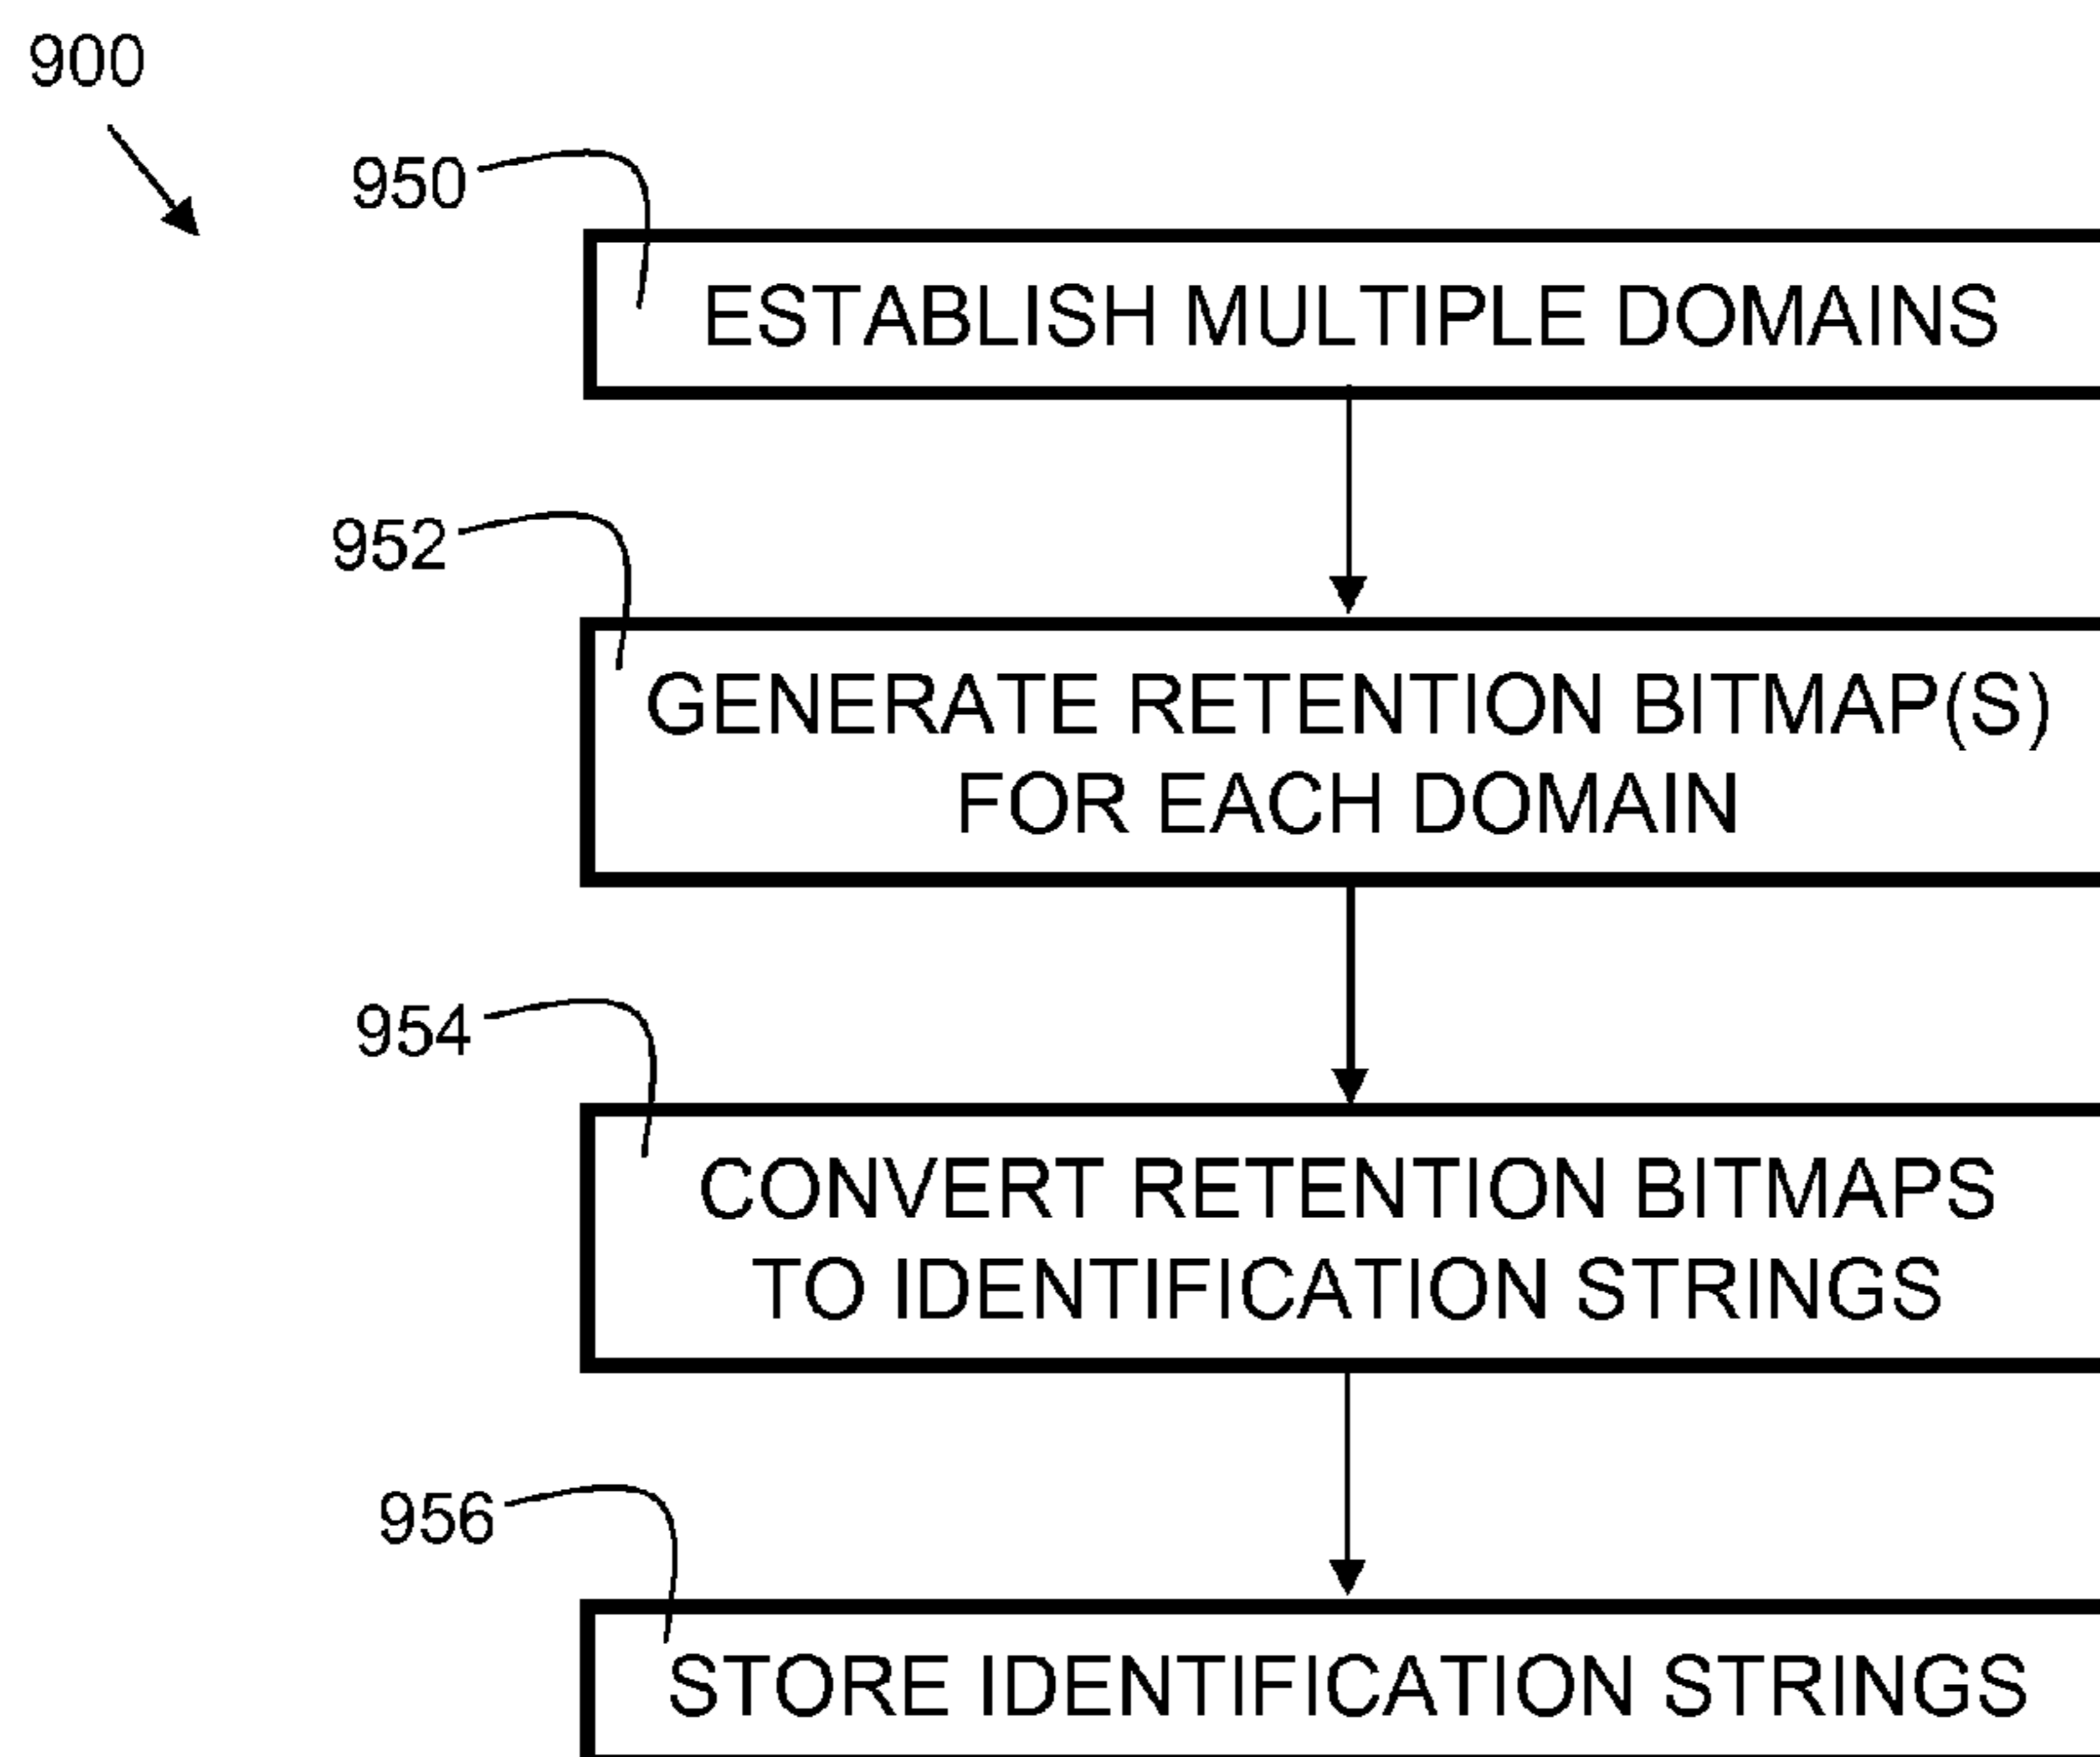 900
950
ESTABLISH MULTIPLE DOMAINS
952
GENERATE RETENTION BITMAP(S)
FOR EACH DOMAIN
954
CONVERT RETENTION BITMAPS
TO IDENTIFICATION STRINGS
956
STORE IDENTIFICATION STRINGS